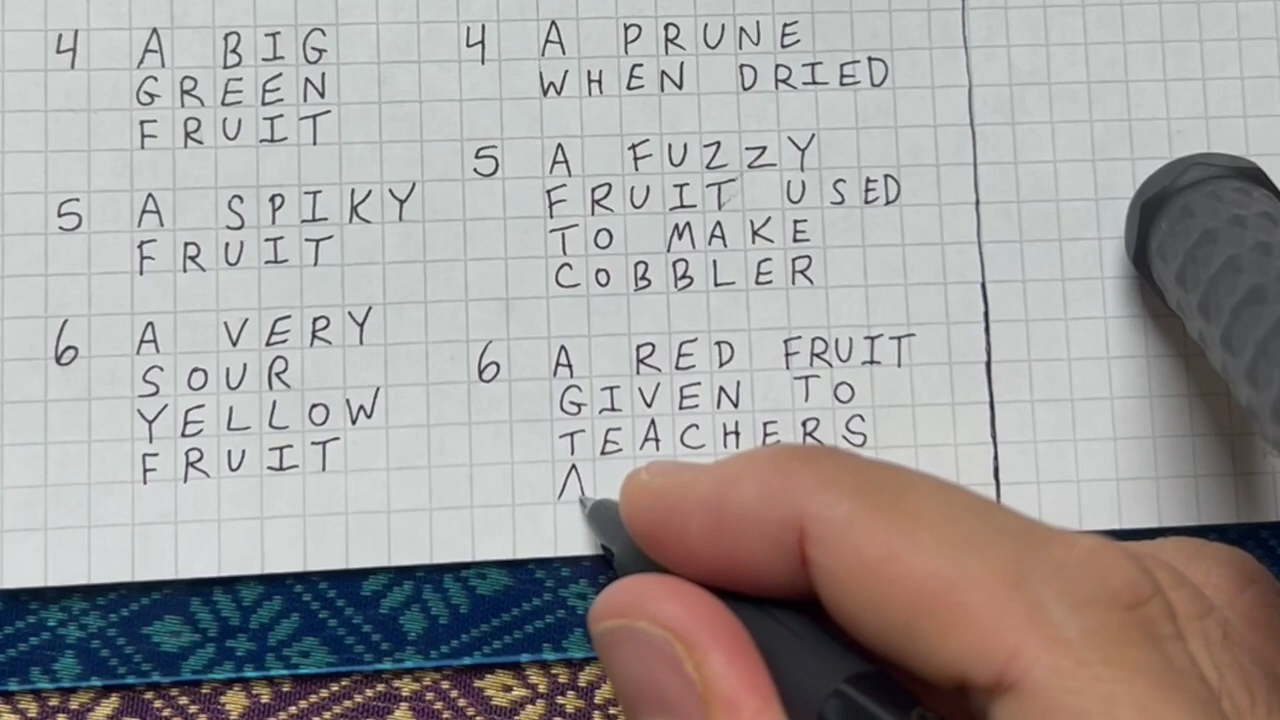 4 A BIG
GREEN
FRUIT
5 A SPIKY
FRUIT
6 A VERY
SOUR
YELLOW
FRUIT
4 A PRUNE
WHEN DRIED
5 A FUZZY
FRUIT USED
TO MAKE
COBBLER
6 A RED FRUIT
GIVEN TO
TEACHERS